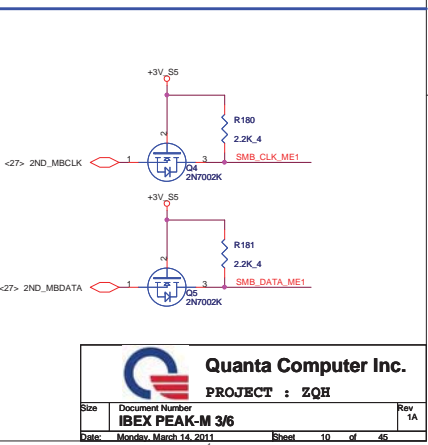 +3V_S5
R180
2
2.2K_4
<27> 2ND_MBCLK
1
3
SMB_CLK_ME1
Q4
2N7002K
+3V_S5
R181
2
2.2K_4
<27> 2ND_MBDATA
1
3
SMB_DATA_ME1
Q5
2N7002K
Quanta Computer Inc.
PROJECT : ZQH
Size Document Number Rev
IBEX PEAK-M 3/6 1A
Date: Monday, March 14, 2011 Sheet 10 of 45